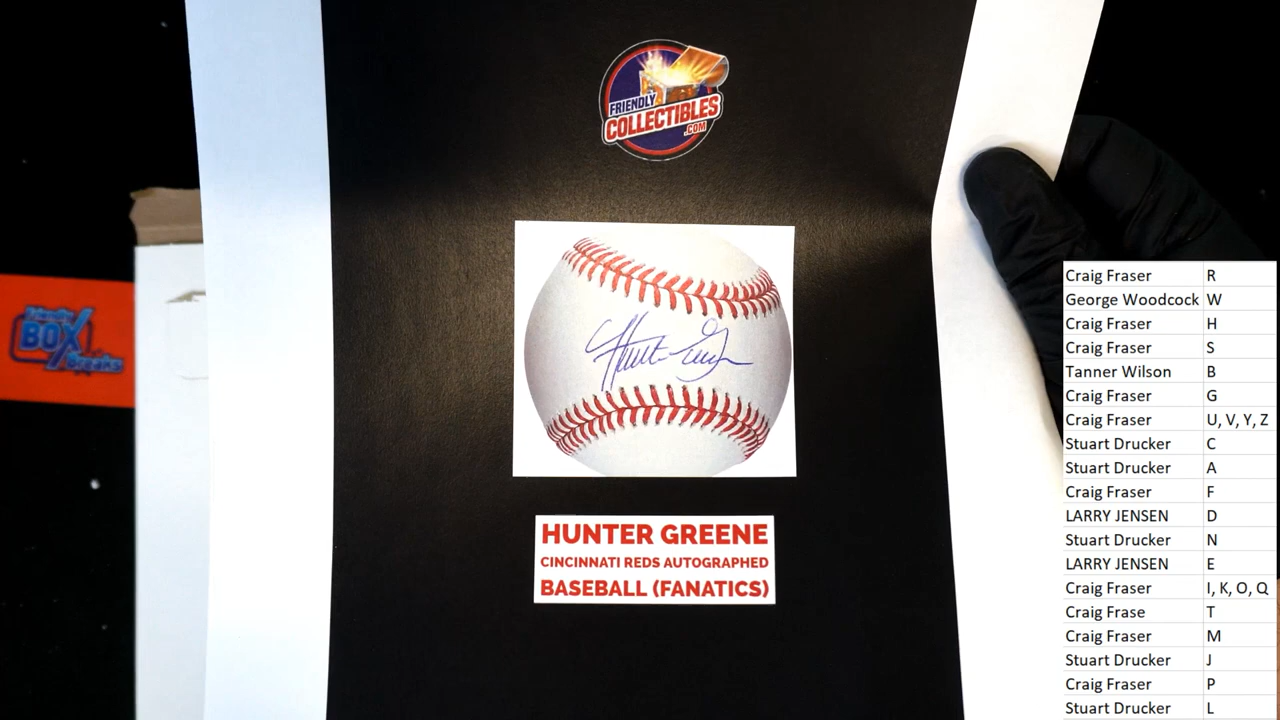 FRIENDLY
COLLECTIBLES
.COM
Friendly
BOX
Breaks
Hunter Greene
HUNTER GREENE
CINCINNATI REDS AUTOGRAPHED
BASEBALL (FANATICS)
Craig Fraser R
George Woodcock W
Craig Fraser H
Craig Fraser S
Tanner Wilson B
Craig Fraser G
Craig Fraser U, V, Y, Z
Stuart Drucker C
Stuart Drucker A
Craig Fraser F
LARRY JENSEN D
Stuart Drucker N
LARRY JENSEN E
Craig Fraser I, K, O, Q
Craig Frase T
Craig Fraser M
Stuart Drucker J
Craig Fraser P
Stuart Drucker L